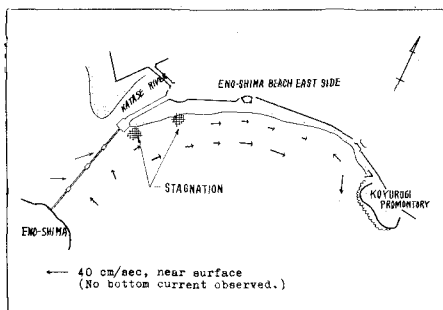 KATASE RIVER
ENO-SHIMA BEACH EAST SIDE
STAGNATION
KOYURUGI
PROMONTORY
ENO-SHIMA
40 cm/sec, near surface
(No bottom current observed.)